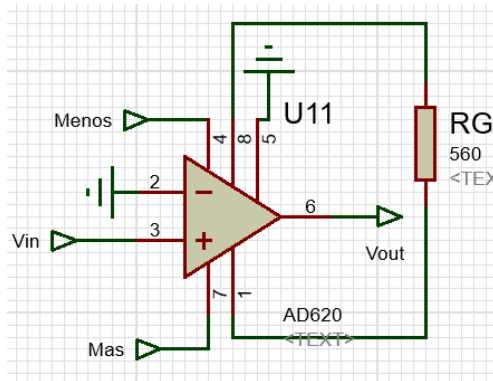 U11
Menos
4
8
5
RG
560
<TEX
2
3
6
Vin
Vout
7
1
AD620
<TEXT>
Mas